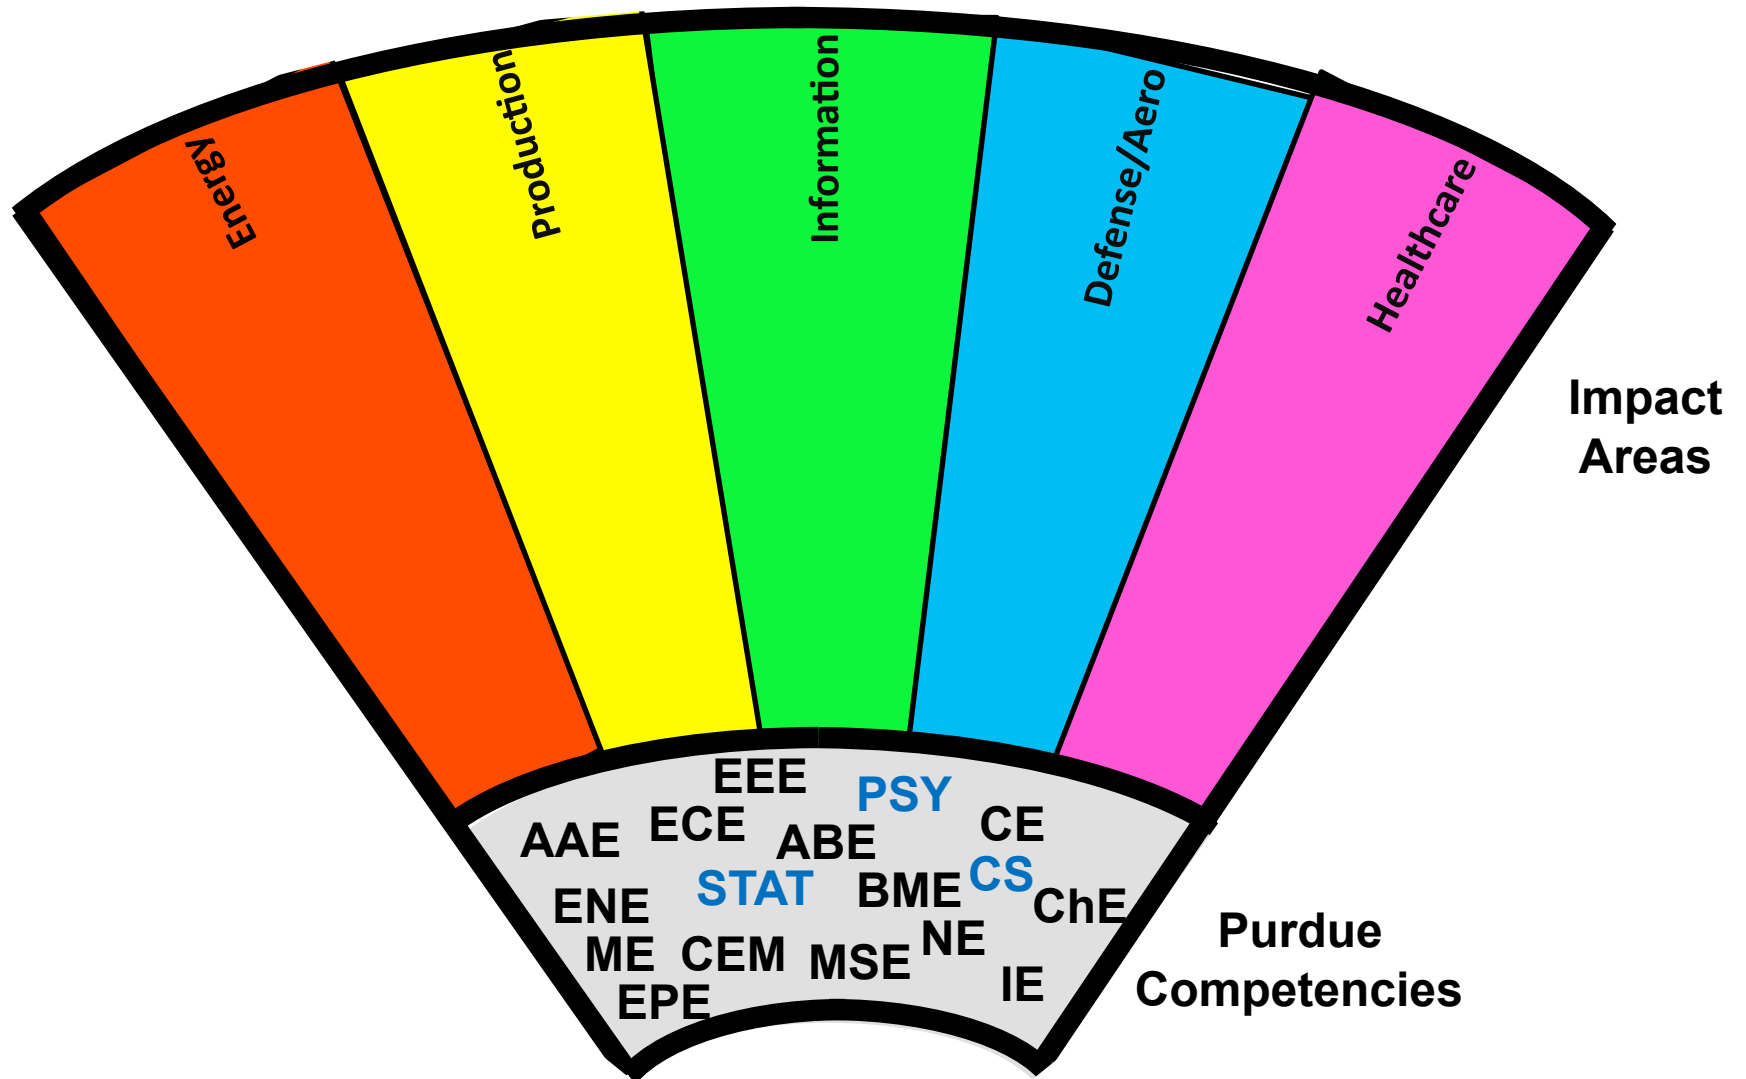 Energy
Production
Information
Defense/Aero
Healthcare
Impact
Areas
EEE
PSY
ECE
CE
AAE
ABE
STAT
BME
CS
ENE
ChE
ME
CEM
MSE
NE
IE
EPE
Purdue
Competencies